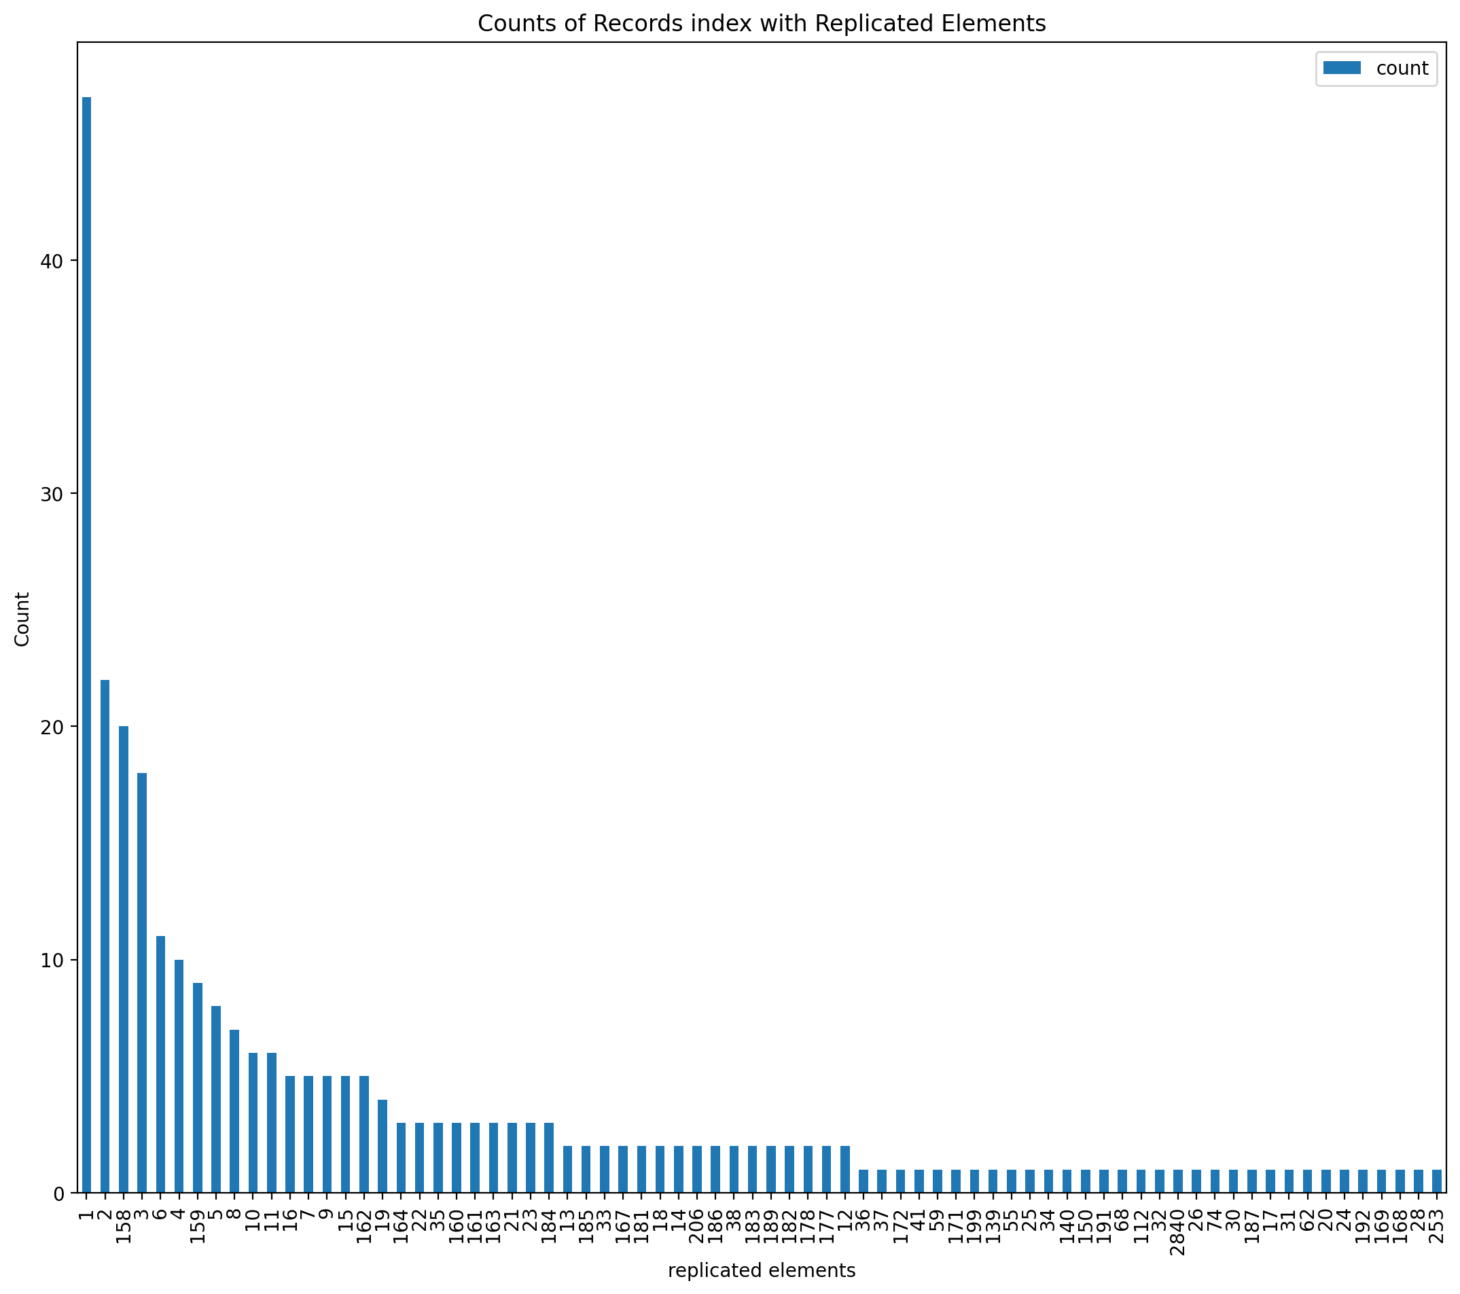 Counts of Records index with Replicated Elements
count
Count
40
30
20
10
0
1 2 158 3 6 4 159 5 8 10 11 16 7 9 15 162 19 164 22 35 160 161 163 21 23 184 13 185 33 167 181 18 14 206 186 38 183 189 182 178 177 12 36 37 172 41 59 171 199 139 55 25 34 140 150 191 68 112 32 2840 26 74 30 187 17 31 62 20 24 192 169 168 28 253
replicated elements